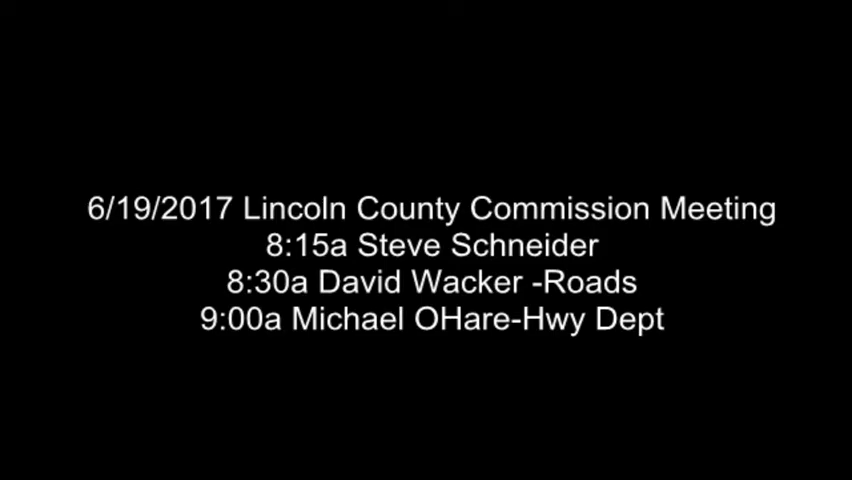 6/19/2017 Lincoln County Commission Meeting
8:15a Steve Schneider
8:30a David Wacker -Roads
9:00a Michael OHare-Hwy Dept